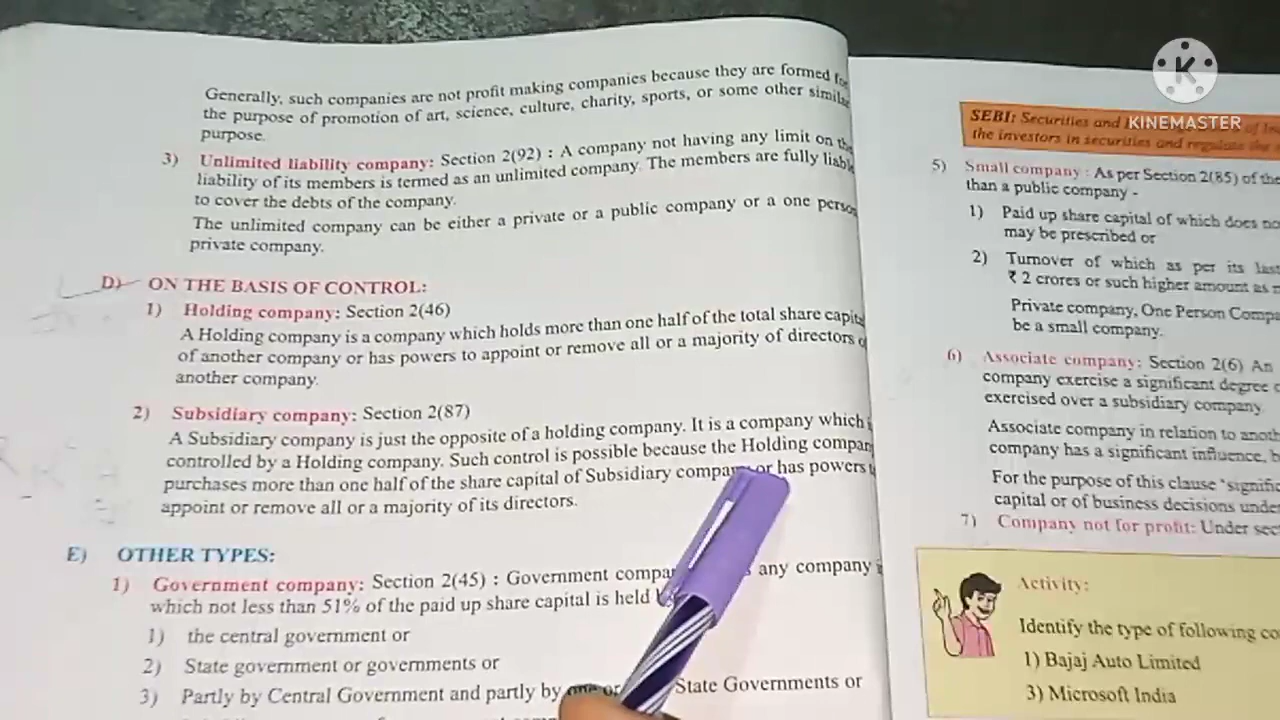 Generally, such companies are not profit making companies because they are formed
the purpose of promotion of art, science, culture, charity, sports, or some other
purpose.
3) Unlimited liability company: Section 2(92) : A company not having any limit on
liability of its members is termed as an unlimited company. The members are fully
to cover the debts of the company.
The unlimited company can be either a private or a public company or a one
private company.
D) ON THE BASIS OF CONTROL:
1) Holding company: Section 2(46)
A Holding company is a company which holds more than one half of the total share
of another company or has powers to appoint or remove all or a majority of directors
another company.
2) Subsidiary company: Section 2(87)
A Subsidiary company is just the opposite of a holding company. It is a company which
controlled by a Holding company. Such control is possible because the Holding
purchases more than one half of the share capital of Subsidiary or has powers
appoint or remove all or a majority of its directors.
E) OTHER TYPES:
1) Government company: Section 2(45) : Government any company
which not less than 51% of the paid up share capital is held
1) the central government or
2) State government or governments or
3) Partly by Central Government and partly by one or State Governments or
SEBI: Securities and of
the investors in securities and regulate the
5) Small company : As per Section 2(85) of the
than a public company -
1) Paid up share capital of which does
may be prescribed or
2) Turnover of which as per its
₹ 2 crores or such higher amount as
Private company, One Person
be a small company.
6) Associate company: Section 2(6) An
company exercise a significant degree
exercised over a subsidiary company
Associate company in relation to
company has a significant influence,
For the purpose of this clause
capital or of business decisions
7) Company not for profit: Under
Activity:
Identify the type of following
1) Bajaj Auto Limited
3) Microsoft India
K
KINEMASTER